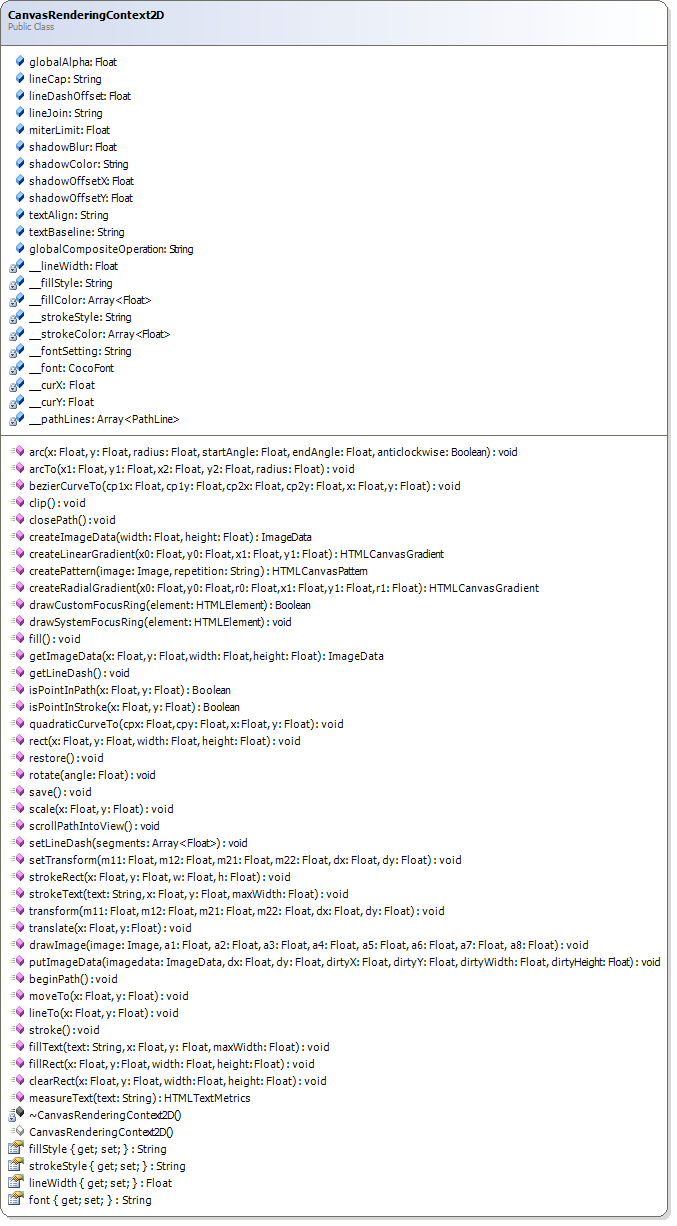 CanvasRenderingContext2D
Public Class
globalAlpha: Float
lineCap: String
lineDashOffset: Float
lineJoin: String
miterLimit: Float
shadowBlur: Float
shadowColor: String
shadowOffsetX: Float
shadowOffsetY: Float
textAlign: String
textBaseline: String
globalCompositeOperation: String
__lineWidth: Float
__fillStyle: String
__fillColor: Array<Float>
__strokeStyle: String
__strokeColor: Array<Float>
__fontSetting: String
__font: CocoFont
__curX: Float
__curY: Float
__pathLines: Array<PathLine>
arc(x: Float, y: Float, radius: Float, startAngle: Float, endAngle: Float, anticlockwise: Boolean) : void
arcTo(x1: Float, y1: Float, x2: Float, y2: Float, radius: Float) : void
bezierCurveTo(cp1x: Float, cp1y: Float, cp2x: Float, cp2y: Float, x: Float, y: Float) : void
clip() : void
closePath() : void
createImageData(width: Float, height: Float) : ImageData
createLinearGradient(x0: Float, y0: Float, x1: Float, y1: Float) : HTMLCanvasGradient
createPattern(image: Image, repetition: String) : HTMLCanvasPattern
createRadialGradient(x0: Float, y0: Float, r0: Float, x1: Float, y1: Float, r1: Float) : HTMLCanvasGradient
drawCustomFocusRing(element: HTMLElement) : Boolean
drawSystemFocusRing(element: HTMLElement) : void
fill() : void
getImageData(x: Float, y: Float, width: Float, height: Float) : ImageData
getLineDash() : void
isPointInPath(x: Float, y: Float) : Boolean
isPointInStroke(x: Float, y: Float) : Boolean
quadraticCurveTo(cpx: Float, cpy: Float, x: Float, y: Float) : void
rect(x: Float, y: Float, width: Float, height: Float) : void
restore() : void
rotate(angle: Float) : void
save() : void
scale(x: Float, y: Float) : void
scrollPathIntoView() : void
setLineDash(segments: Array<Float>) : void
setTransform(m11: Float, m12: Float, m21: Float, m22: Float, dx: Float, dy: Float) : void
strokeRect(x: Float, y: Float, w: Float, h: Float) : void
strokeText(text: String, x: Float, y: Float, maxWidth: Float) : void
transform(m11: Float, m12: Float, m21: Float, m22: Float, dx: Float, dy: Float) : void
translate(x: Float, y: Float) : void
drawImage(image: Image, a1: Float, a2: Float, a3: Float, a4: Float, a5: Float, a6: Float, a7: Float, a8: Float) : void
putImageData(imagedata: ImageData, dx: Float, dy: Float, dirtyX: Float, dirtyY: Float, dirtyWidth: Float, dirtyHeight: Float) : void
beginPath() : void
moveTo(x: Float, y: Float) : void
lineTo(x: Float, y: Float) : void
stroke() : void
fillText(text: String, x: Float, y: Float, maxWidth: Float) : void
fillRect(x: Float, y: Float, width: Float, height: Float) : void
clearRect(x: Float, y: Float, width: Float, height: Float) : void
measureText(text: String) : HTMLTextMetrics
~CanvasRenderingContext2D()
CanvasRenderingContext2D()
fillStyle { get; set; } : String
strokeStyle { get; set; } : String
lineWidth { get; set; } : Float
font { get; set; } : String